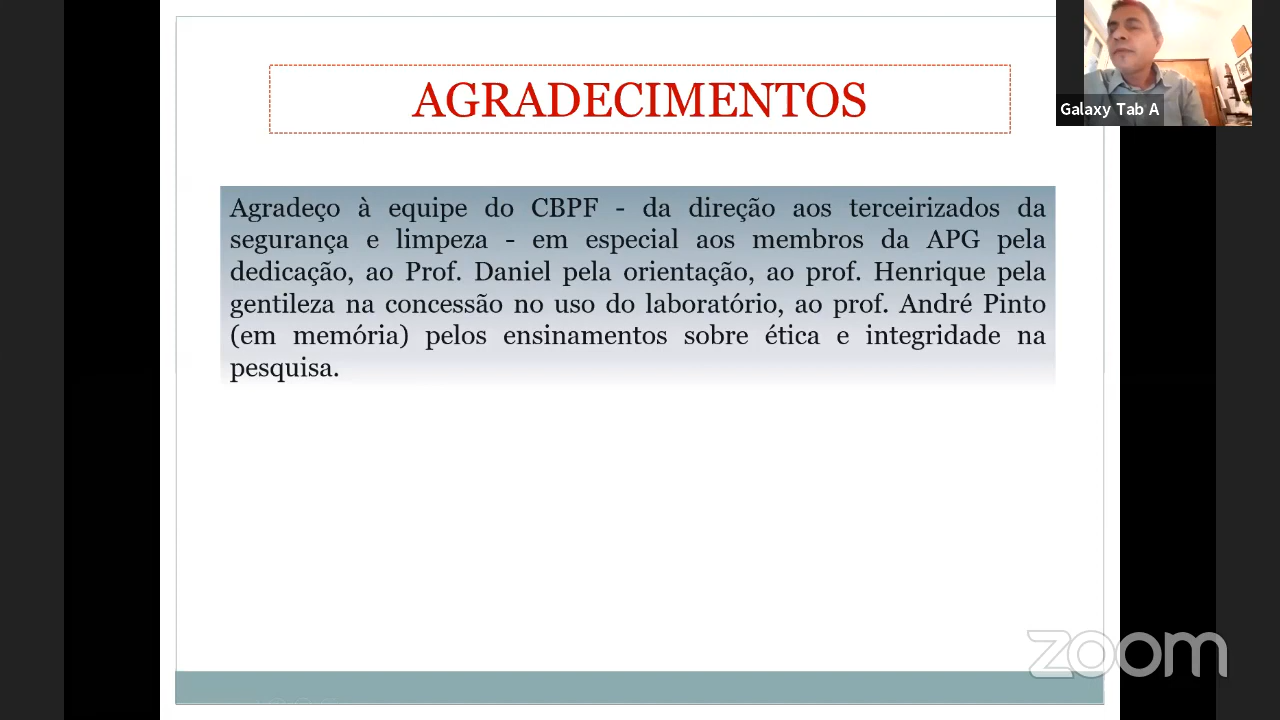 AGRADECIMENTOS
Agradeço à equipe do CBPF - da direção aos terceirizados da
segurança e limpeza - em especial aos membros da APG pela
dedicação, ao Prof. Daniel pela orientação, ao prof. Henrique pela
gentileza na concessão no uso do laboratório, ao prof. André Pinto
(em memória) pelos ensinamentos sobre ética e integridade na
pesquisa.
Galaxy Tab A
zoom